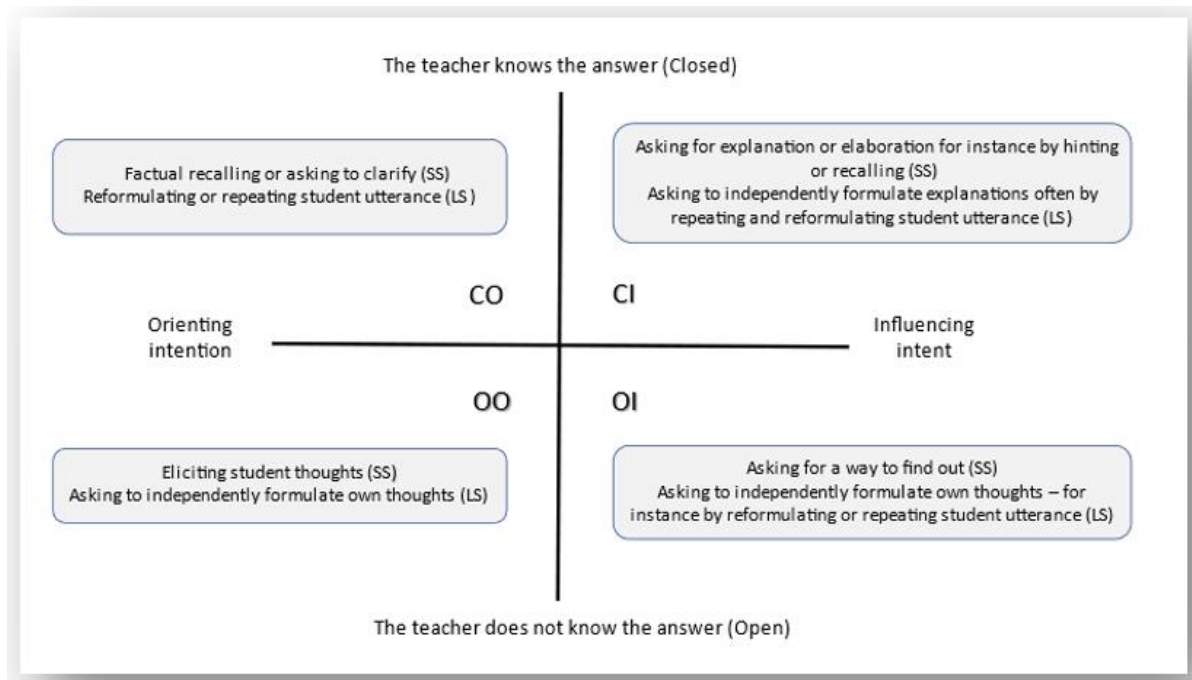 The teacher knows the answer (Closed)
Factual recalling or asking to clarify (SS)
Reformulating or repeating student utterance (LS)
Asking for explanation or elaboration for instance by hinting
or recalling (SS)
Asking to independently formulate explanations often by
repeating and reformulating student utterance (LS)
CO
CI
Orienting
intention
Influencing
intent
OO
OI
Eliciting student thoughts (SS)
Asking to independently formulate own thoughts (LS)
Asking for a way to find out (SS)
Asking to independently formulate own thoughts – for
instance by reformulating or repeating student utterance (LS)
The teacher does not know the answer (Open)